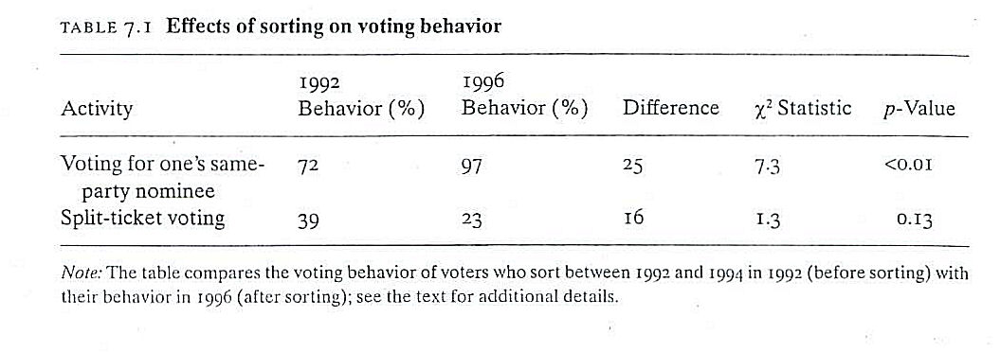 TABLE 7.1 Effects of sorting on voting behavior
1992 1996
Activity Behavior (%) Behavior (%) Difference χ² Statistic p-Value
Voting for one's same- 72 97 25 7.3 <0.01
party nominee
Split-ticket voting 39 23 16 1.3 0.13
Note: The table compares the voting behavior of voters who sort between 1992 and 1994 in 1992 (before sorting) with
their behavior in 1996 (after sorting); see the text for additional details.